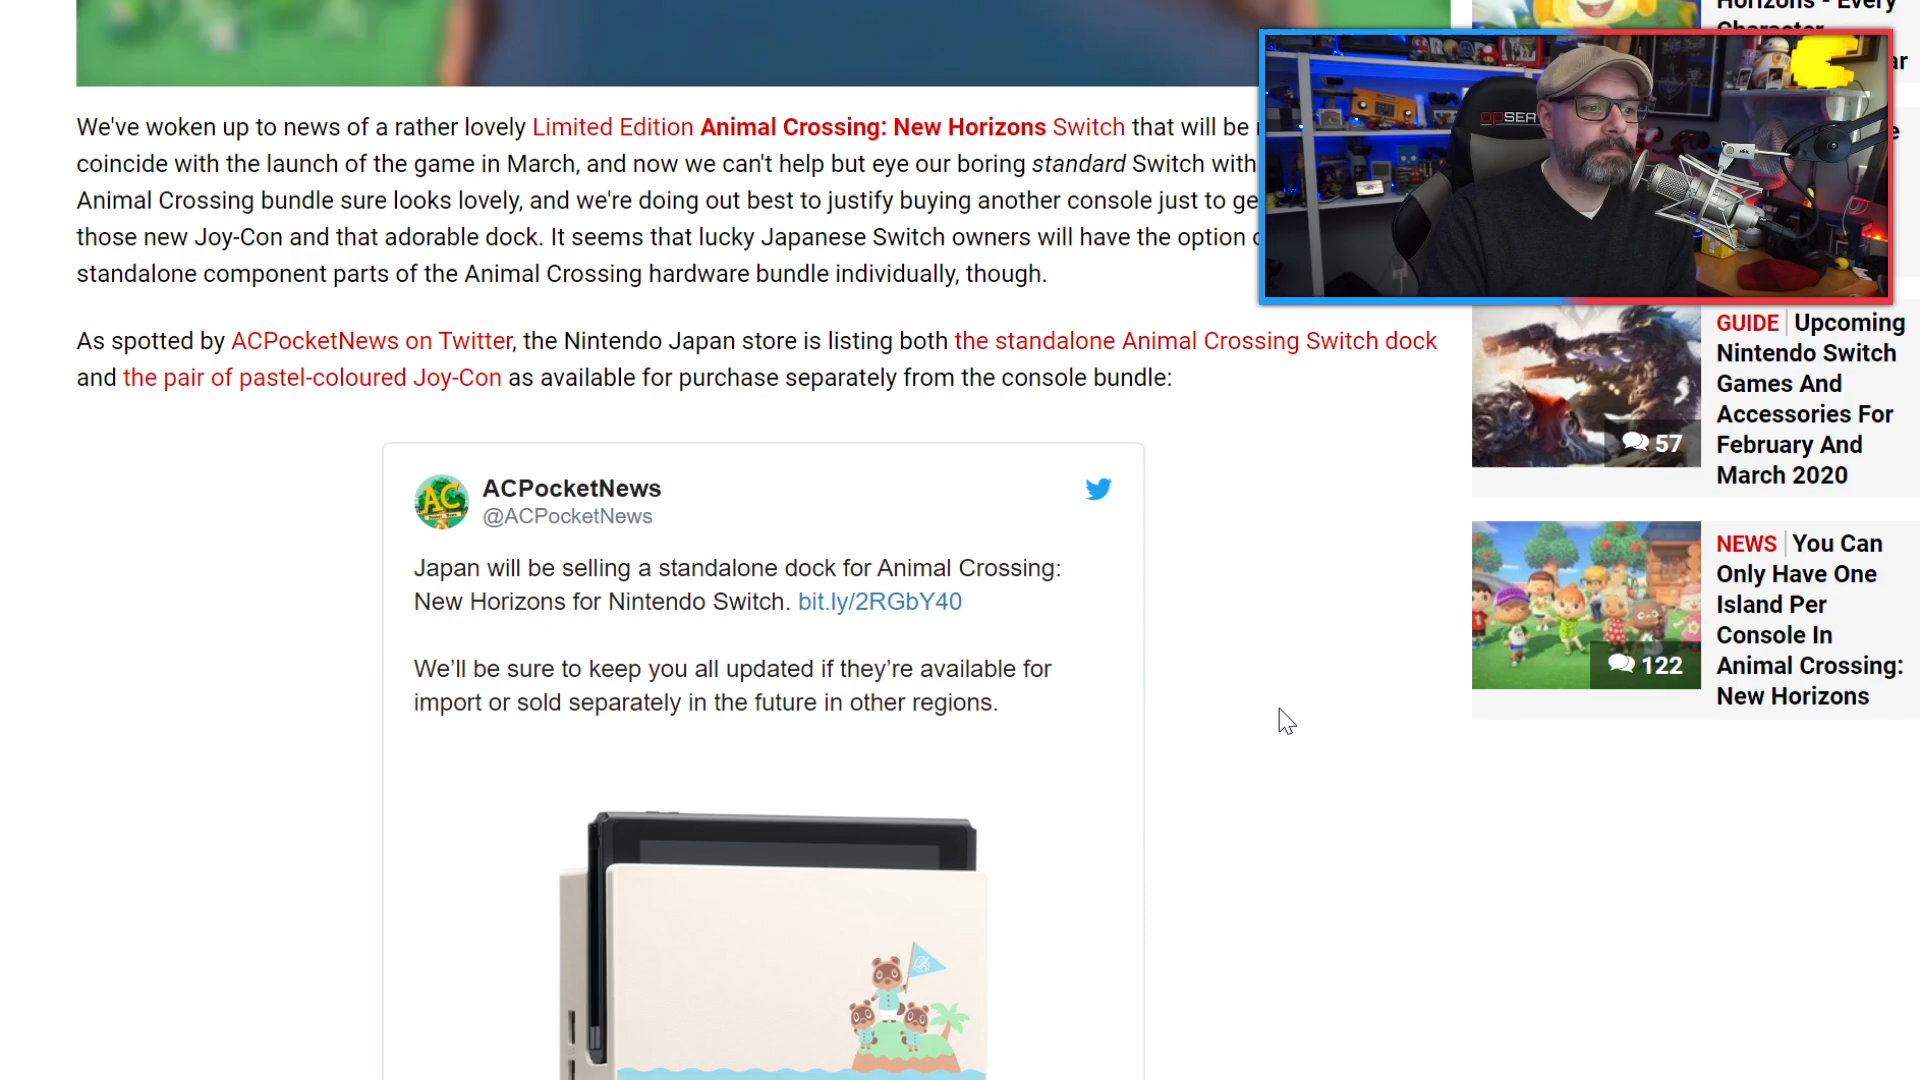 We've woken up to news of a rather lovely Limited Edition Animal Crossing: New Horizons Switch that will be
coincide with the launch of the game in March, and now we can't help but eye our boring standard Switch with
Animal Crossing bundle sure looks lovely, and we're doing out best to justify buying another console just to ge
those new Joy-Con and that adorable dock. It seems that lucky Japanese Switch owners will have the option
standalone component parts of the Animal Crossing hardware bundle individually, though.
As spotted by ACPocketNews on Twitter, the Nintendo Japan store is listing both the standalone Animal Crossing Switch dock
and the pair of pastel-coloured Joy-Con as available for purchase separately from the console bundle:
ACPocketNews
@ACPocketNews
Japan will be selling a standalone dock for Animal Crossing:
New Horizons for Nintendo Switch. bit.ly/2RGbY40
We’ll be sure to keep you all updated if they’re available for
import or sold separately in the future in other regions.
AC
Horizons - Every
Character
ar
e
OPSEA
GUIDE Upcoming
Nintendo Switch
Games And
Accessories For
February And
March 2020
57
NEWS You Can
Only Have One
Island Per
Console In
Animal Crossing:
New Horizons
122